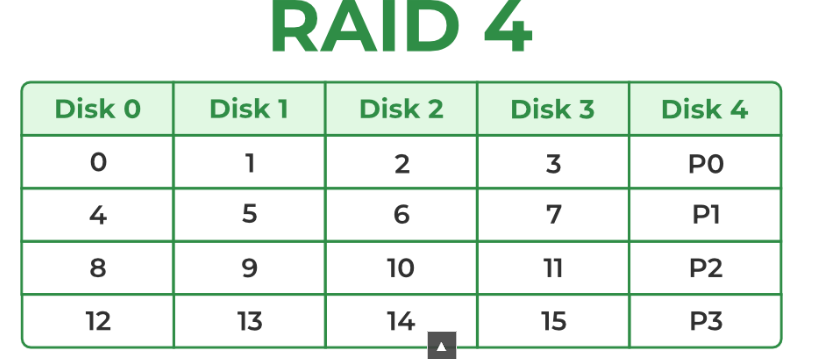 RAID 4
Disk 0 Disk 1 Disk 2 Disk 3 Disk 4
0 1 2 3 P0
4 5 6 7 P1
8 9 10 11 P2
12 13 14 15 P3